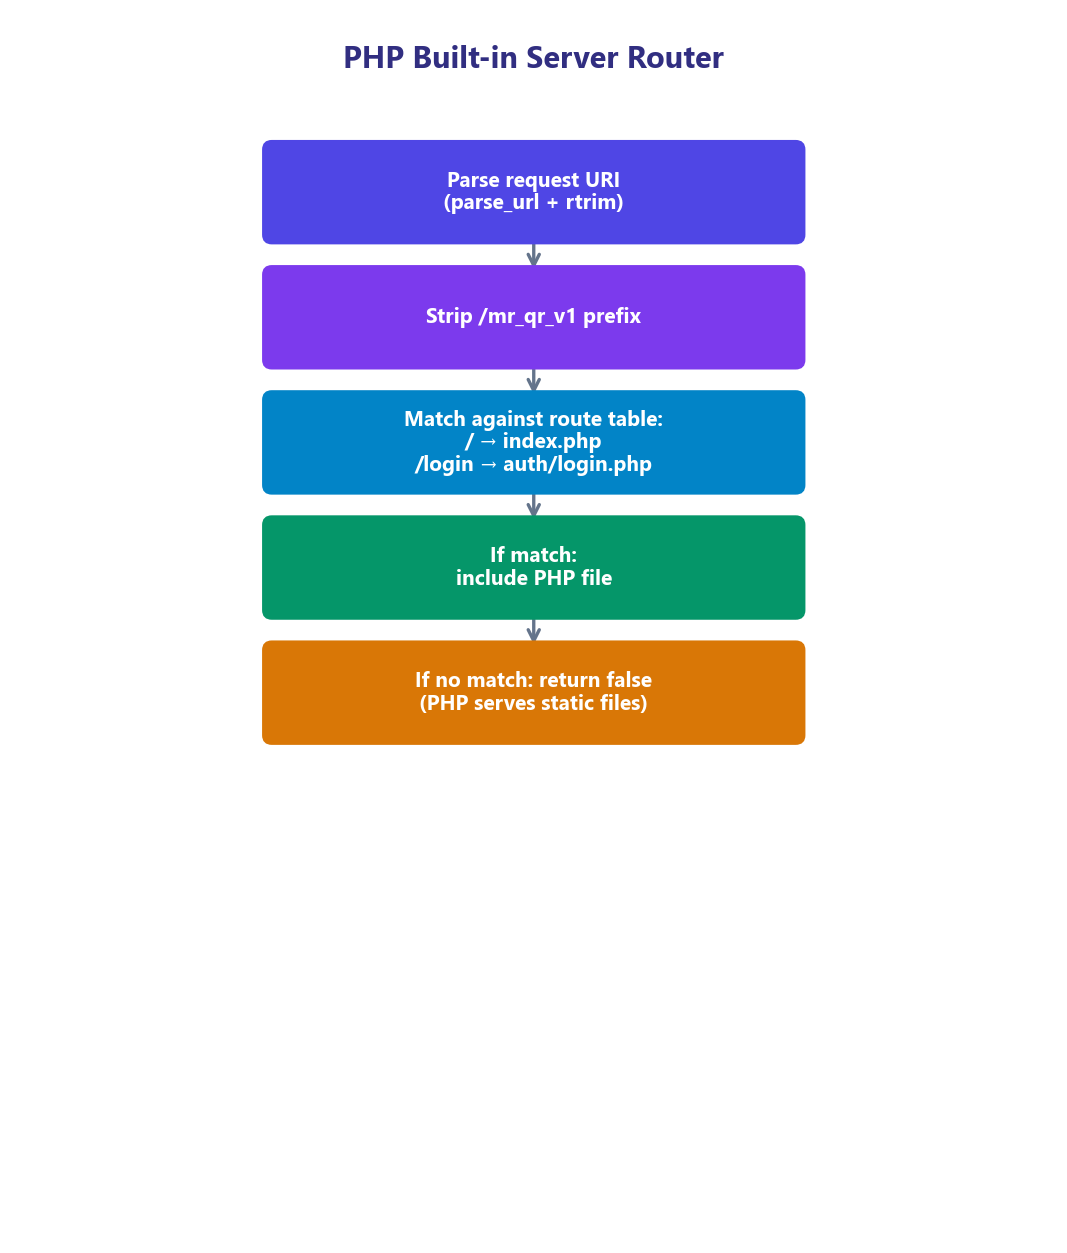 PHP Built-in Server Router
Parse request URI
(parse_url + rtrim)
Strip /mr_qr_v1 prefix
Match against route table:
/ → index.php
/login → auth/login.php
If match:
include PHP file
If no match: return false
(PHP serves static files)